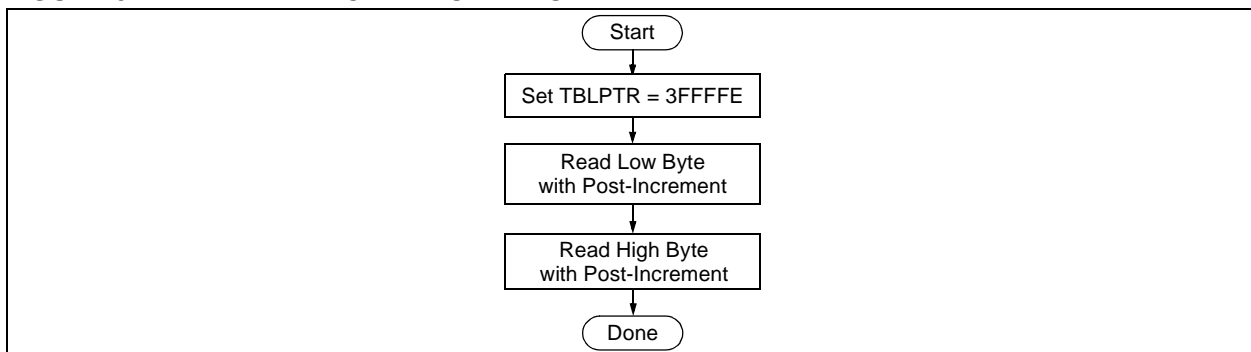 Start
Set TBLPTR = 3FFFFE
Read Low Byte
with Post-Increment
Read High Byte
with Post-Increment
Done